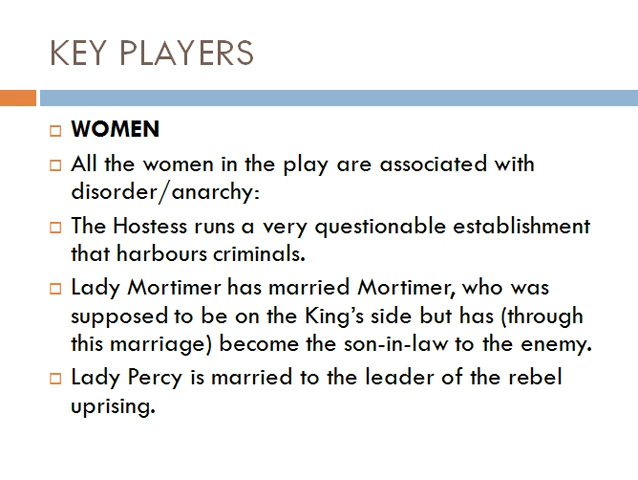 KEY PLAYERS
WOMEN
All the women in the play are associated with
disorder/anarchy:
The Hostess runs a very questionable establishment
that harbours criminals.
Lady Mortimer has married Mortimer, who was
supposed to be on the King’s side but has (through
this marriage) become the son-in-law to the enemy.
Lady Percy is married to the leader of the rebel
uprising.